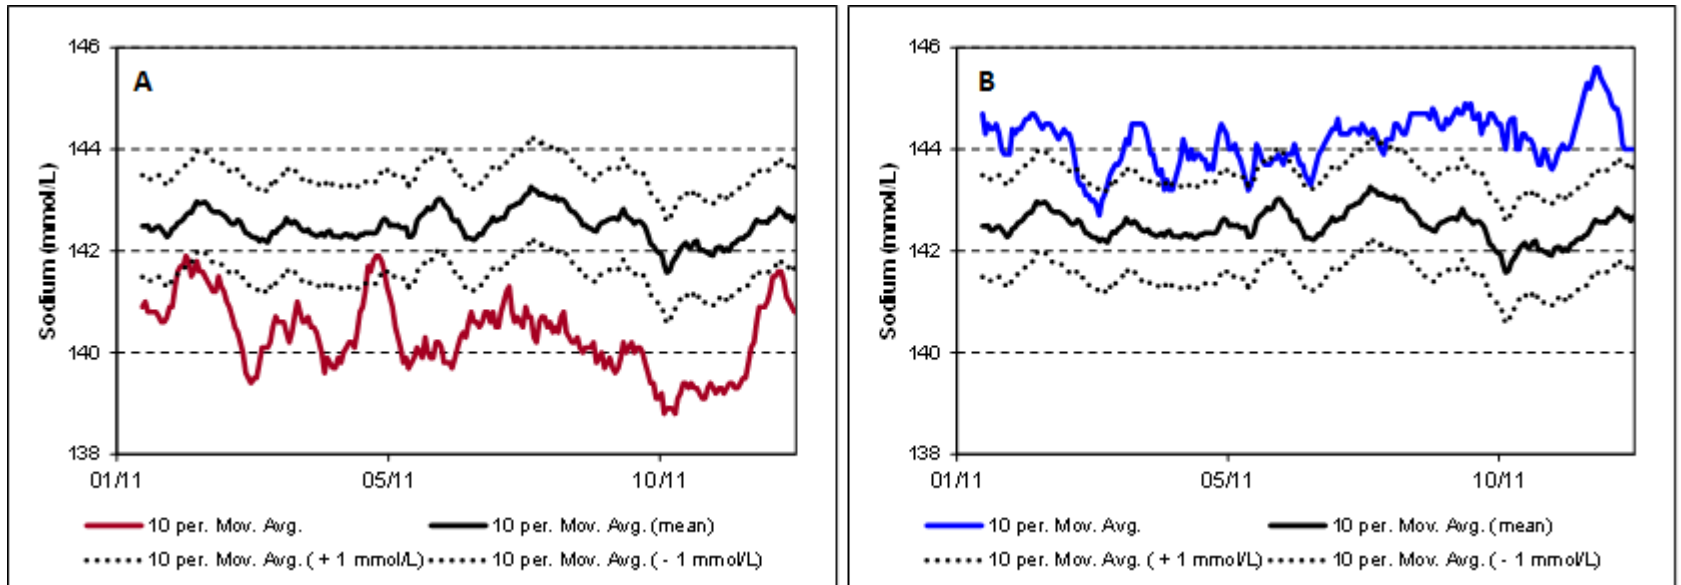 A
Sodium (mmol/L)
146
144
142
140
138
01/11 05/11 10/11
10 per. Mov. Avg. 10 per. Mov. Avg. (mean)
10 per. Mov. Avg. ( + 1 mmol/L) 10 per. Mov. Avg. ( - 1 mmol/L)
B
Sodium (mmol/L)
146
144
142
140
138
01/11 05/11 10/11
10 per. Mov. Avg. 10 per. Mov. Avg. (mean)
10 per. Mov. Avg. ( + 1 mmol/L) 10 per. Mov. Avg. ( - 1 mmol/L)